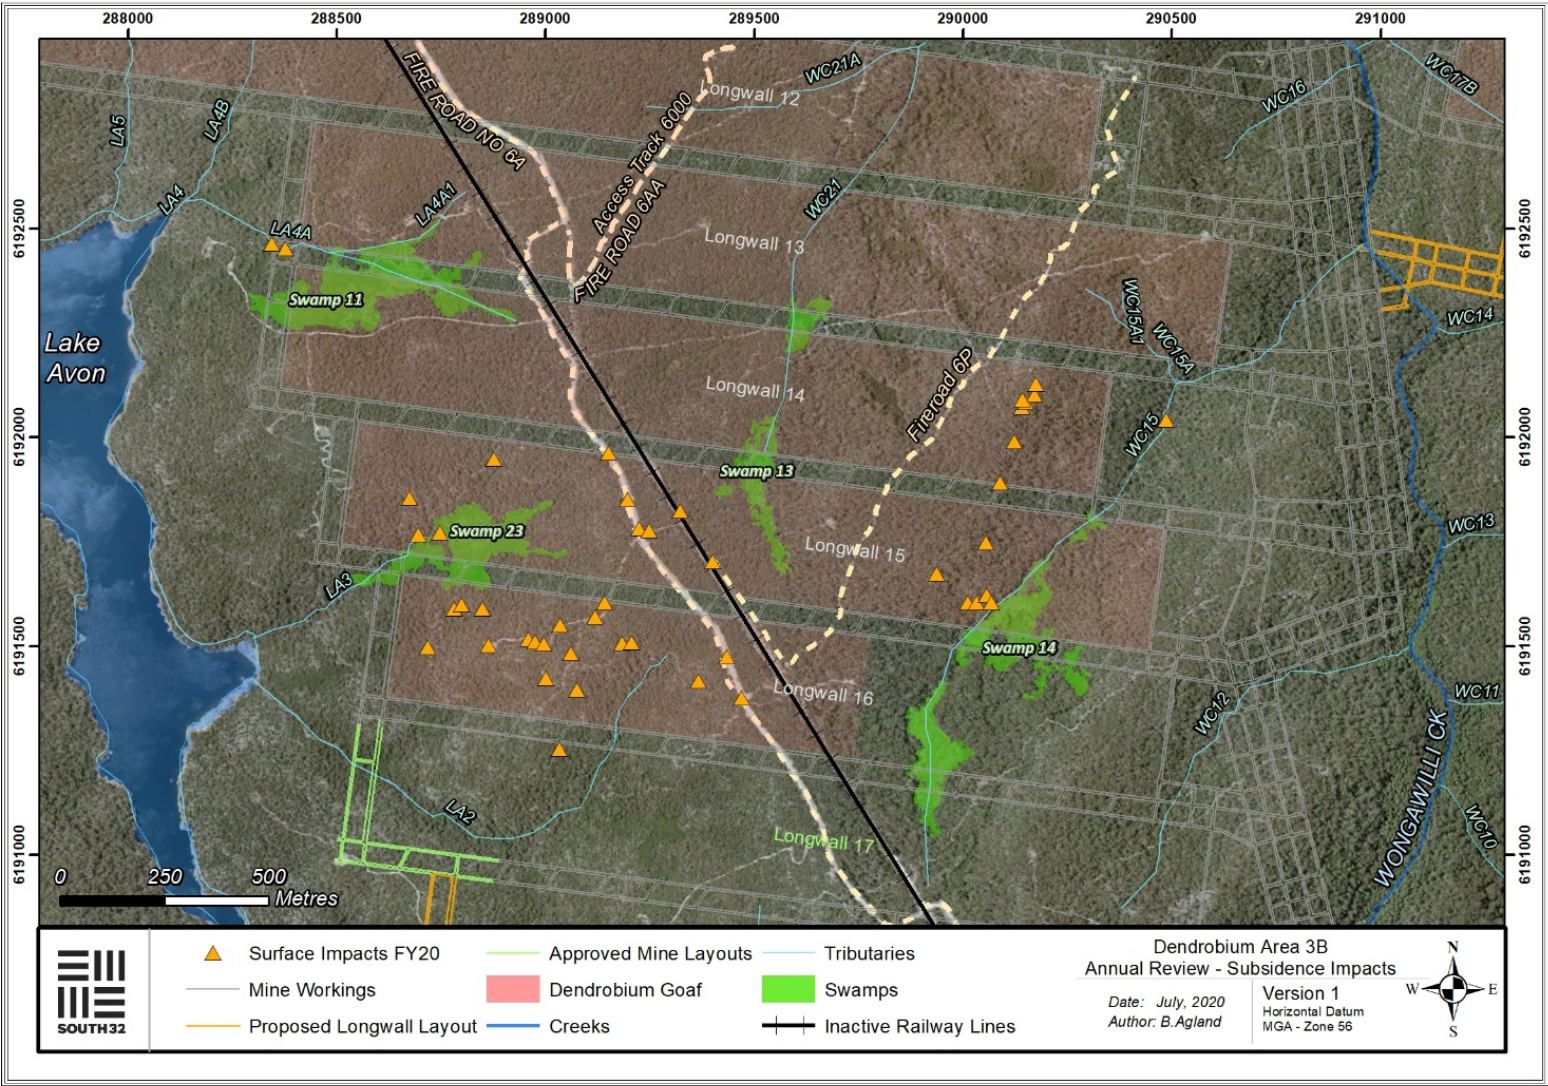 288000 288500 289000 289500 290000 290500 291000
6192500
6192000
6191500
6191000
6192500
6192000
6191500
6191000
FIRE ROAD NO 6A
Access Track 6000
FIRE ROAD 6AA
WC21A
Longwall 12
WC16
WC17B
LA5
LA4B
LA4
LA4A1
LA4A
WC21
Longwall 13
Swamp 11
WC15A1
WC15A
WC14
Lake
Avon
Longwall 14
Fireroad 6P
WC15
Swamp 13
Swamp 23
Longwall 15
WC13
LA3
Swamp 14
Longwall 16
WC12
WC11
WONGAWILLI CK
LA2
Longwall 17
WC10
0 250 500
Metres
SOUTH32
Surface Impacts FY20
Mine Workings
Proposed Longwall Layout
Approved Mine Layouts
Dendrobium Goaf
Creeks
Tributaries
Swamps
Inactive Railway Lines
Dendrobium Area 3B
Annual Review - Subsidence Impacts
Date: July, 2020
Author: B.Agland
Version 1
Horizontal Datum
MGA - Zone 56
N
W E
S